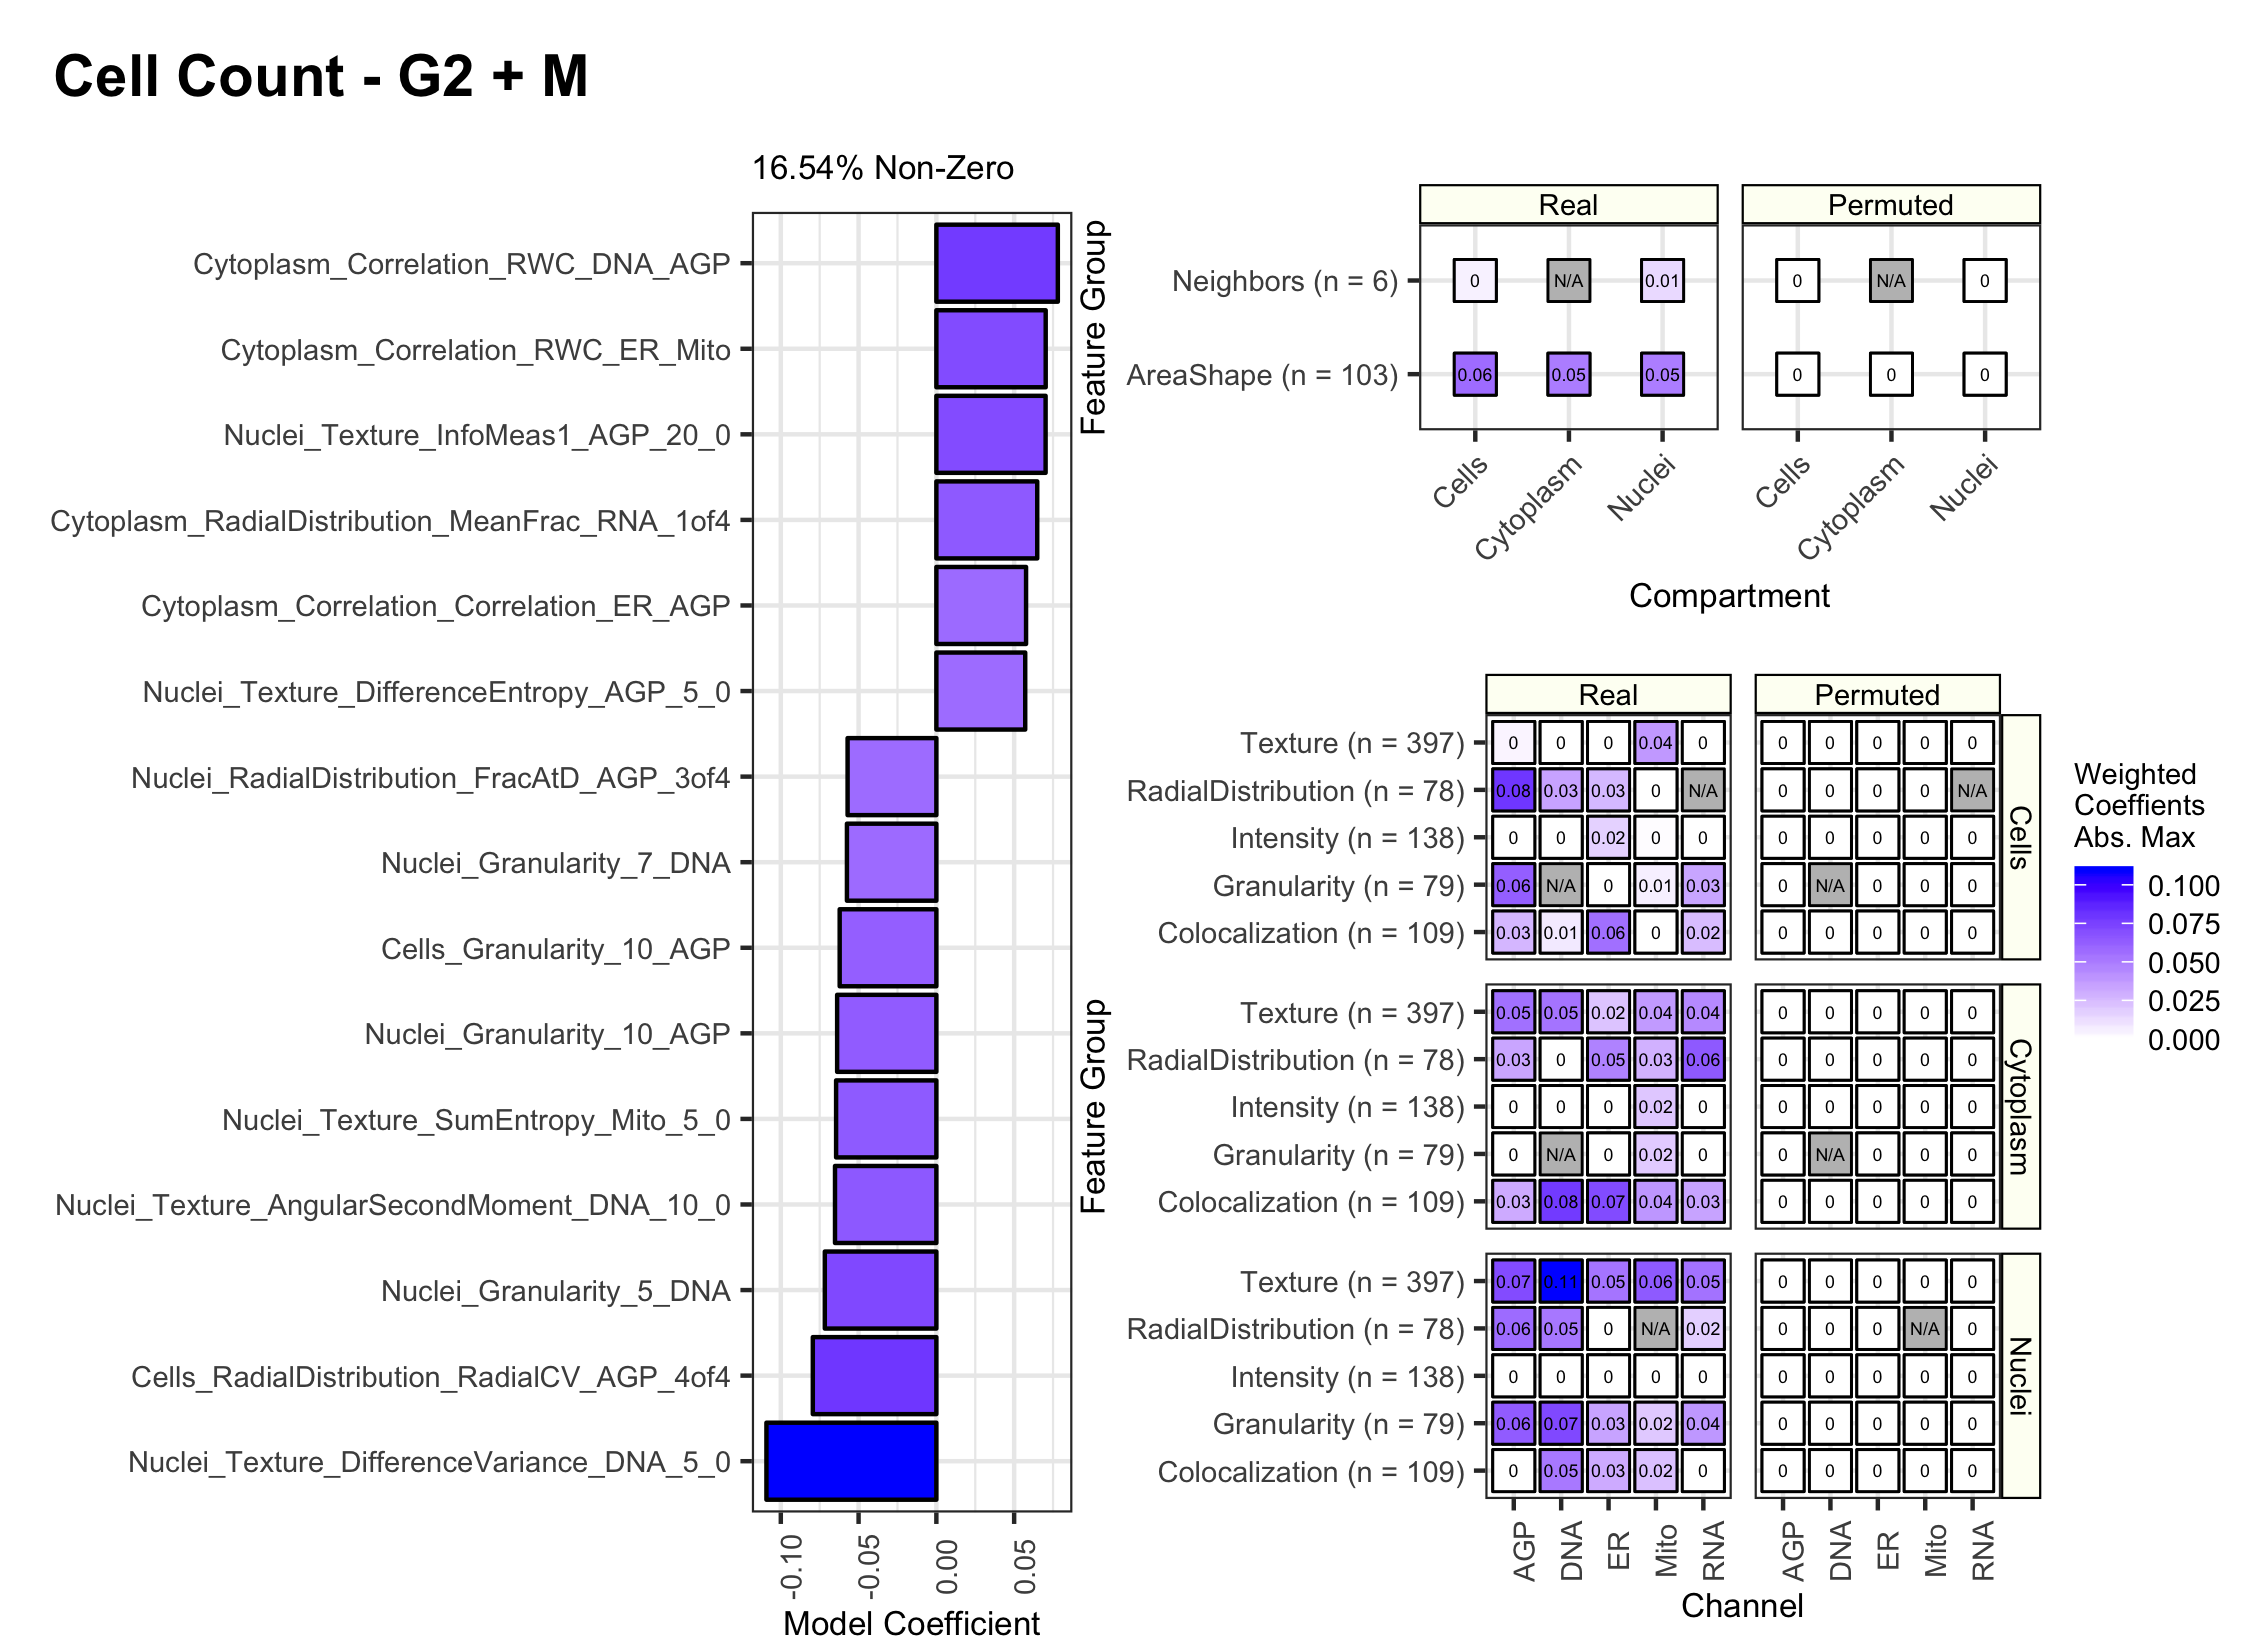 Cell Count - G2 + M
16.54% Non-Zero
Cytoplasm_Correlation_RWC_DNA_AGP
Cytoplasm_Correlation_RWC_ER_Mito
Nuclei_Texture_InfoMeas1_AGP_20_0
Cytoplasm_RadialDistribution_MeanFrac_RNA_1of4
Cytoplasm_Correlation_Correlation_ER_AGP
Nuclei_Texture_DifferenceEntropy_AGP_5_0
Nuclei_RadialDistribution_FracAtD_AGP_3of4
Nuclei_Granularity_7_DNA
Cells_Granularity_10_AGP
Nuclei_Granularity_10_AGP
Nuclei_Texture_SumEntropy_Mito_5_0
Nuclei_Texture_AngularSecondMoment_DNA_10_0
Nuclei_Granularity_5_DNA
Cells_RadialDistribution_RadialCV_AGP_4of4
Nuclei_Texture_DifferenceVariance_DNA_5_0
-0.10 -0.05 0.00 0.05
Model Coefficient
Feature Group
Real Permuted
Neighbors (n = 6) 0 N/A 0.01 0 N/A 0
AreaShape (n = 103) 0.06 0.05 0.05 0 0 0
Cells Cytoplasm Nuclei Cells Cytoplasm Nuclei
Compartment
Feature Group
Real Permuted
Texture (n = 397) 0 0 0 0.04 0 0 0 0 0 0
RadialDistribution (n = 78) 0.08 0.03 0.03 0 N/A 0 0 0 0 N/A
Intensity (n = 138) 0 0 0.02 0 0 0 0 0 0 0
Granularity (n = 79) 0.06 N/A 0 0.01 0.03 0 N/A 0 0 0
Colocalization (n = 109) 0.03 0.01 0.06 0 0.02 0 0 0 0 0
Cells
Texture (n = 397) 0.05 0.05 0.02 0.04 0.04 0 0 0 0 0
RadialDistribution (n = 78) 0.03 0 0.05 0.03 0.06 0 0 0 0 0
Intensity (n = 138) 0 0 0 0.02 0 0 0 0 0 0
Granularity (n = 79) 0 N/A 0 0.02 0 0 N/A 0 0 0
Colocalization (n = 109) 0.03 0.08 0.07 0.04 0.03 0 0 0 0 0
Cytoplasm
Texture (n = 397) 0.07 0.11 0.05 0.06 0.05 0 0 0 0 0
RadialDistribution (n = 78) 0.06 0.05 0 N/A 0.02 0 0 0 N/A 0
Intensity (n = 138) 0 0 0 0 0 0 0 0 0 0
Granularity (n = 79) 0.06 0.07 0.03 0.02 0.04 0 0 0 0 0
Colocalization (n = 109) 0 0.05 0.03 0.02 0 0 0 0 0 0
Nuclei
AGP DNA ER Mito RNA AGP DNA ER Mito RNA
Channel
Weighted
Coeffients
Abs. Max
0.100
0.075
0.050
0.025
0.000